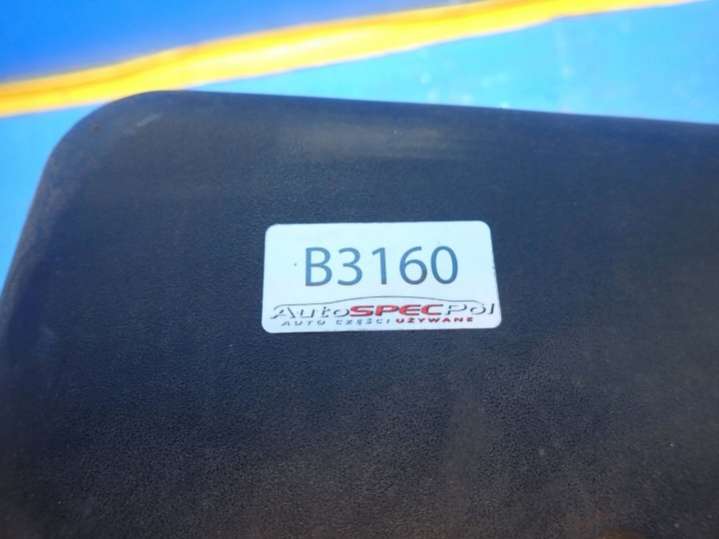 B3160
AutoSPECPol
AUTO CZĘŚCI UŻYWANE